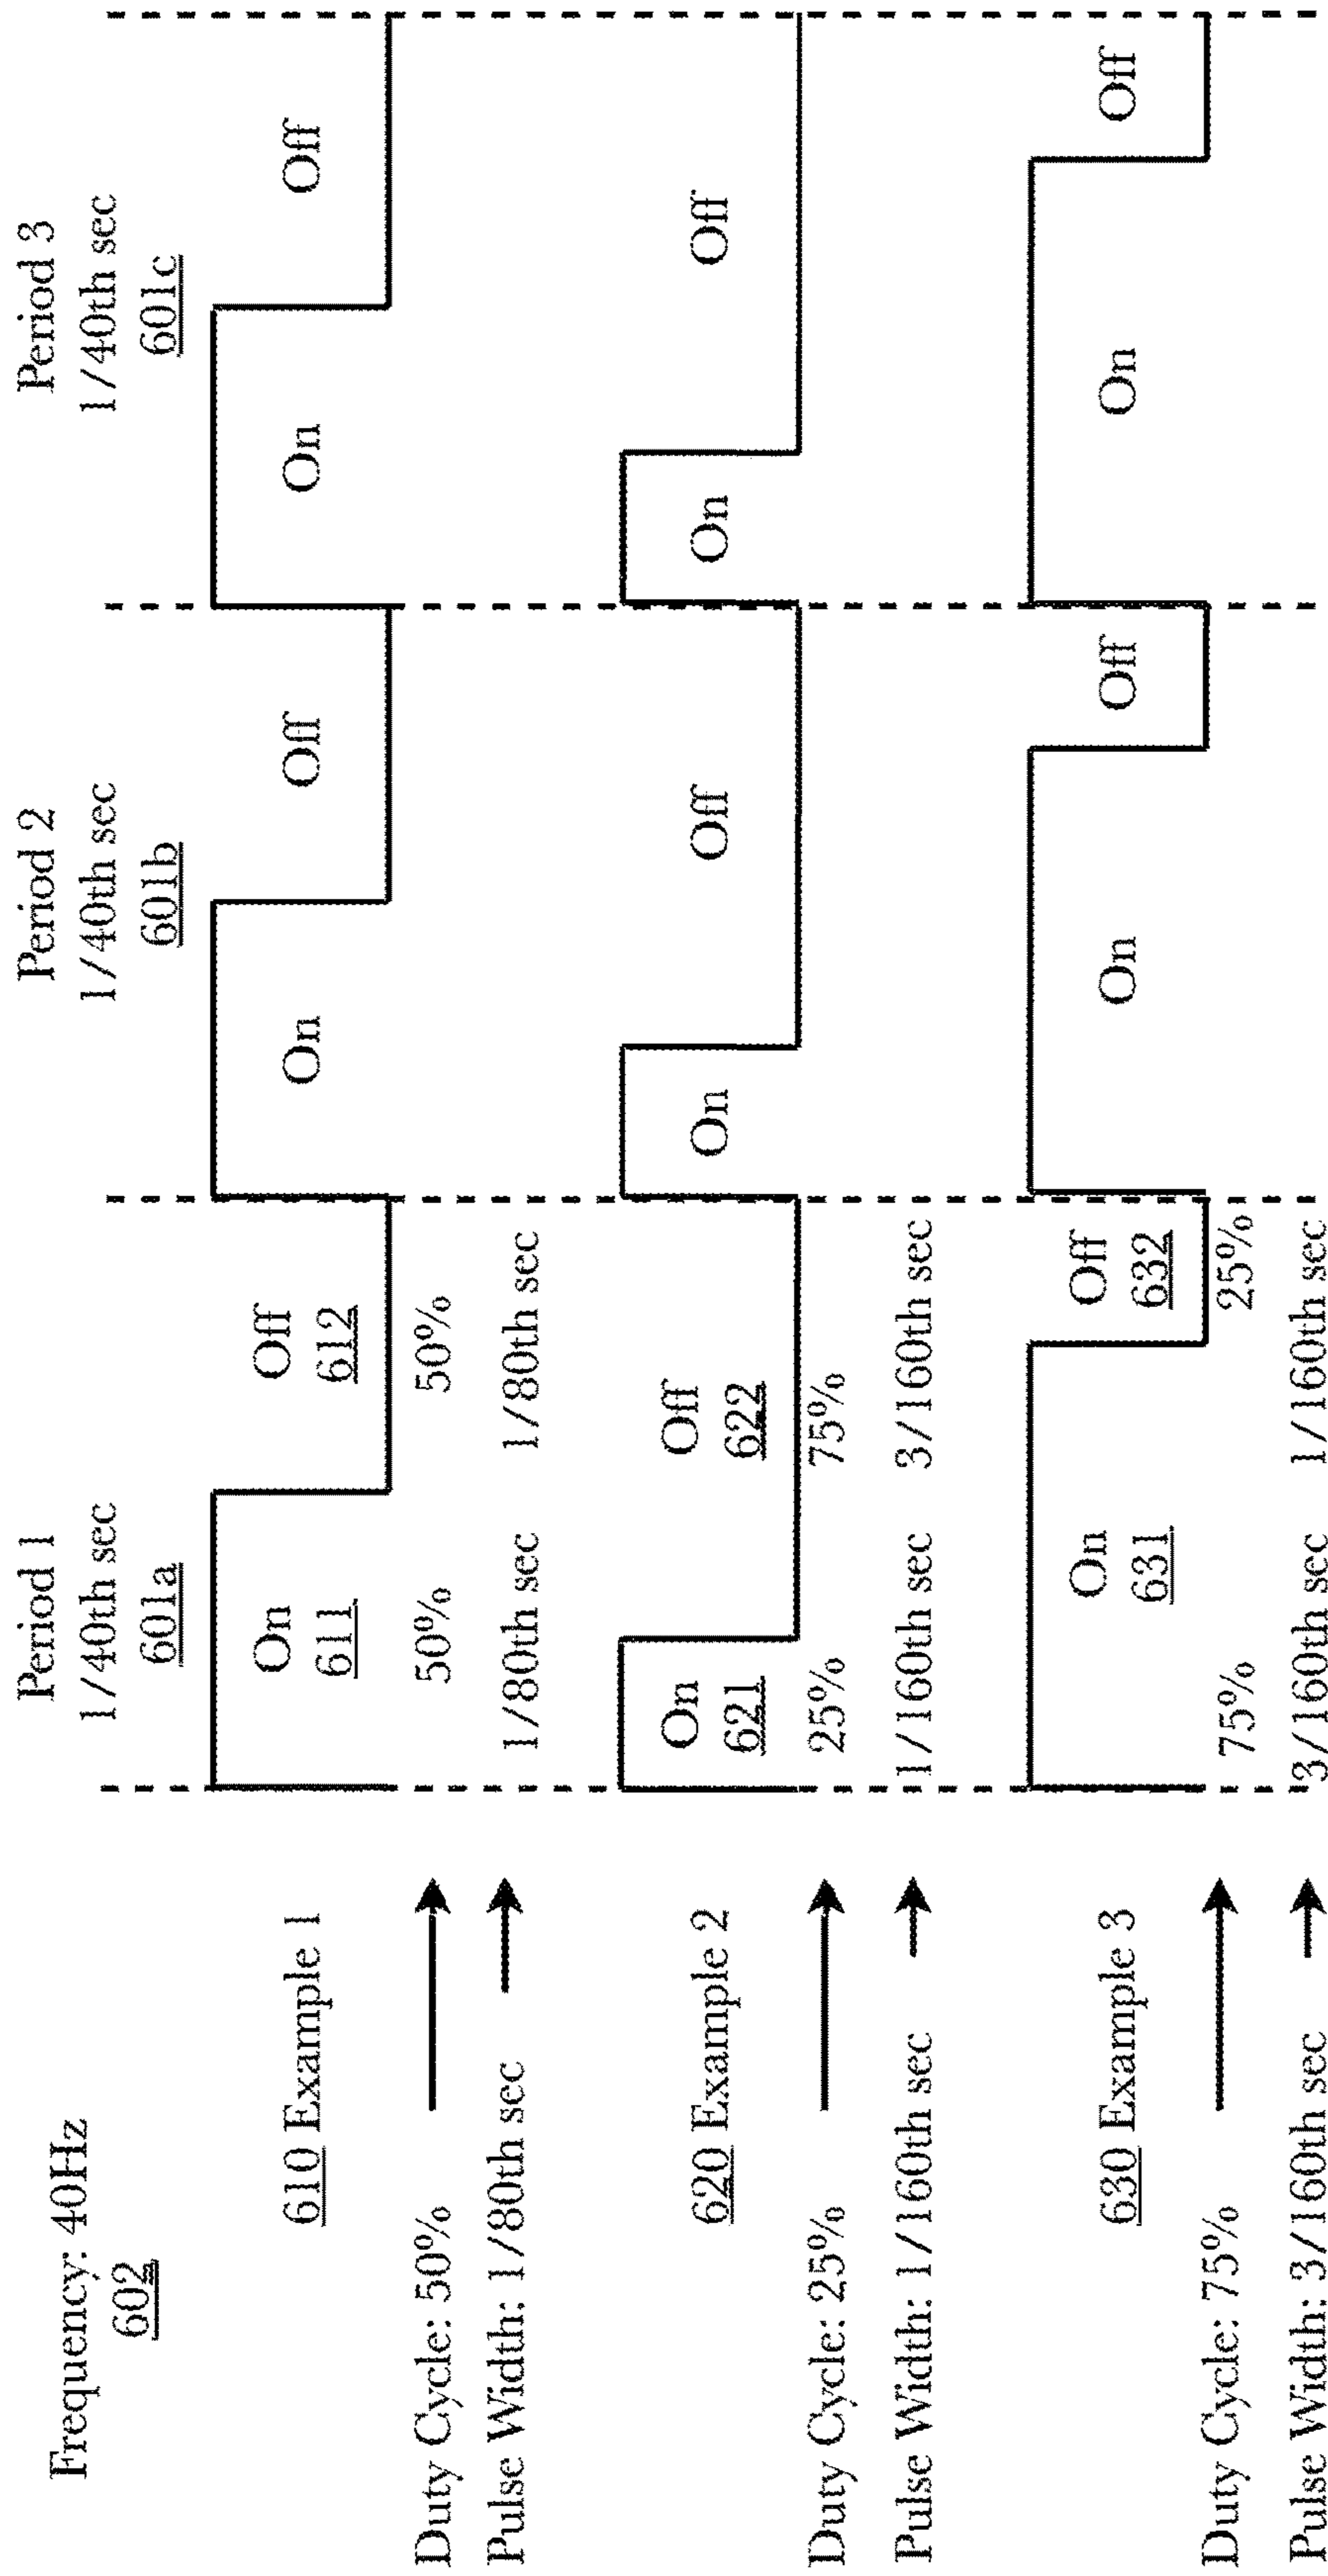 Frequency: 40Hz
602
Period 1
1/40th sec
601a
Period 2
1/40th sec
601b
Period 3
1/40th sec
601c
610 Example 1
On
611
Off
612
On
Off
On
Off
Duty Cycle: 50%
50%
50%
Pulse Width: 1/80th sec
1/80th sec
1/80th sec
620 Example 2
On
621
Off
622
On
Off
On
Off
Duty Cycle: 25%
25%
75%
Pulse Width: 1/160th sec
1/160th sec
3/160th sec
630 Example 3
On
631
Off
632
On
Off
On
Off
Duty Cycle: 75%
75%
25%
Pulse Width: 3/160th sec
3/160th sec
1/160th sec